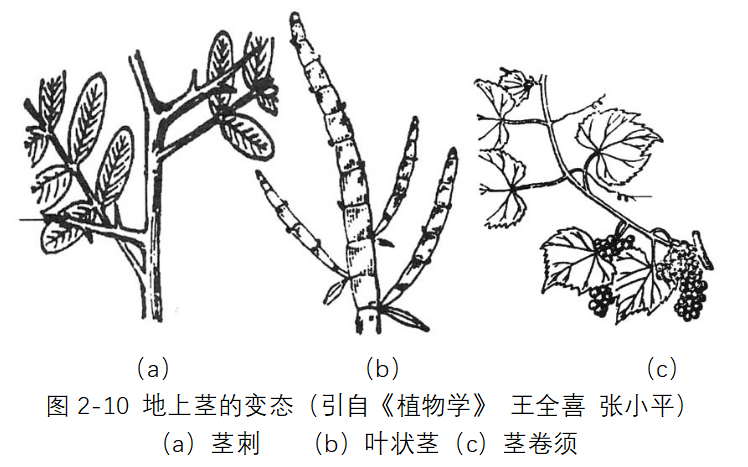 (a) (b) (c)
图 2-10 地上茎的变态（引自《植物学》 王全喜 张小平）
（a）茎刺 （b）叶状茎（c）茎卷须